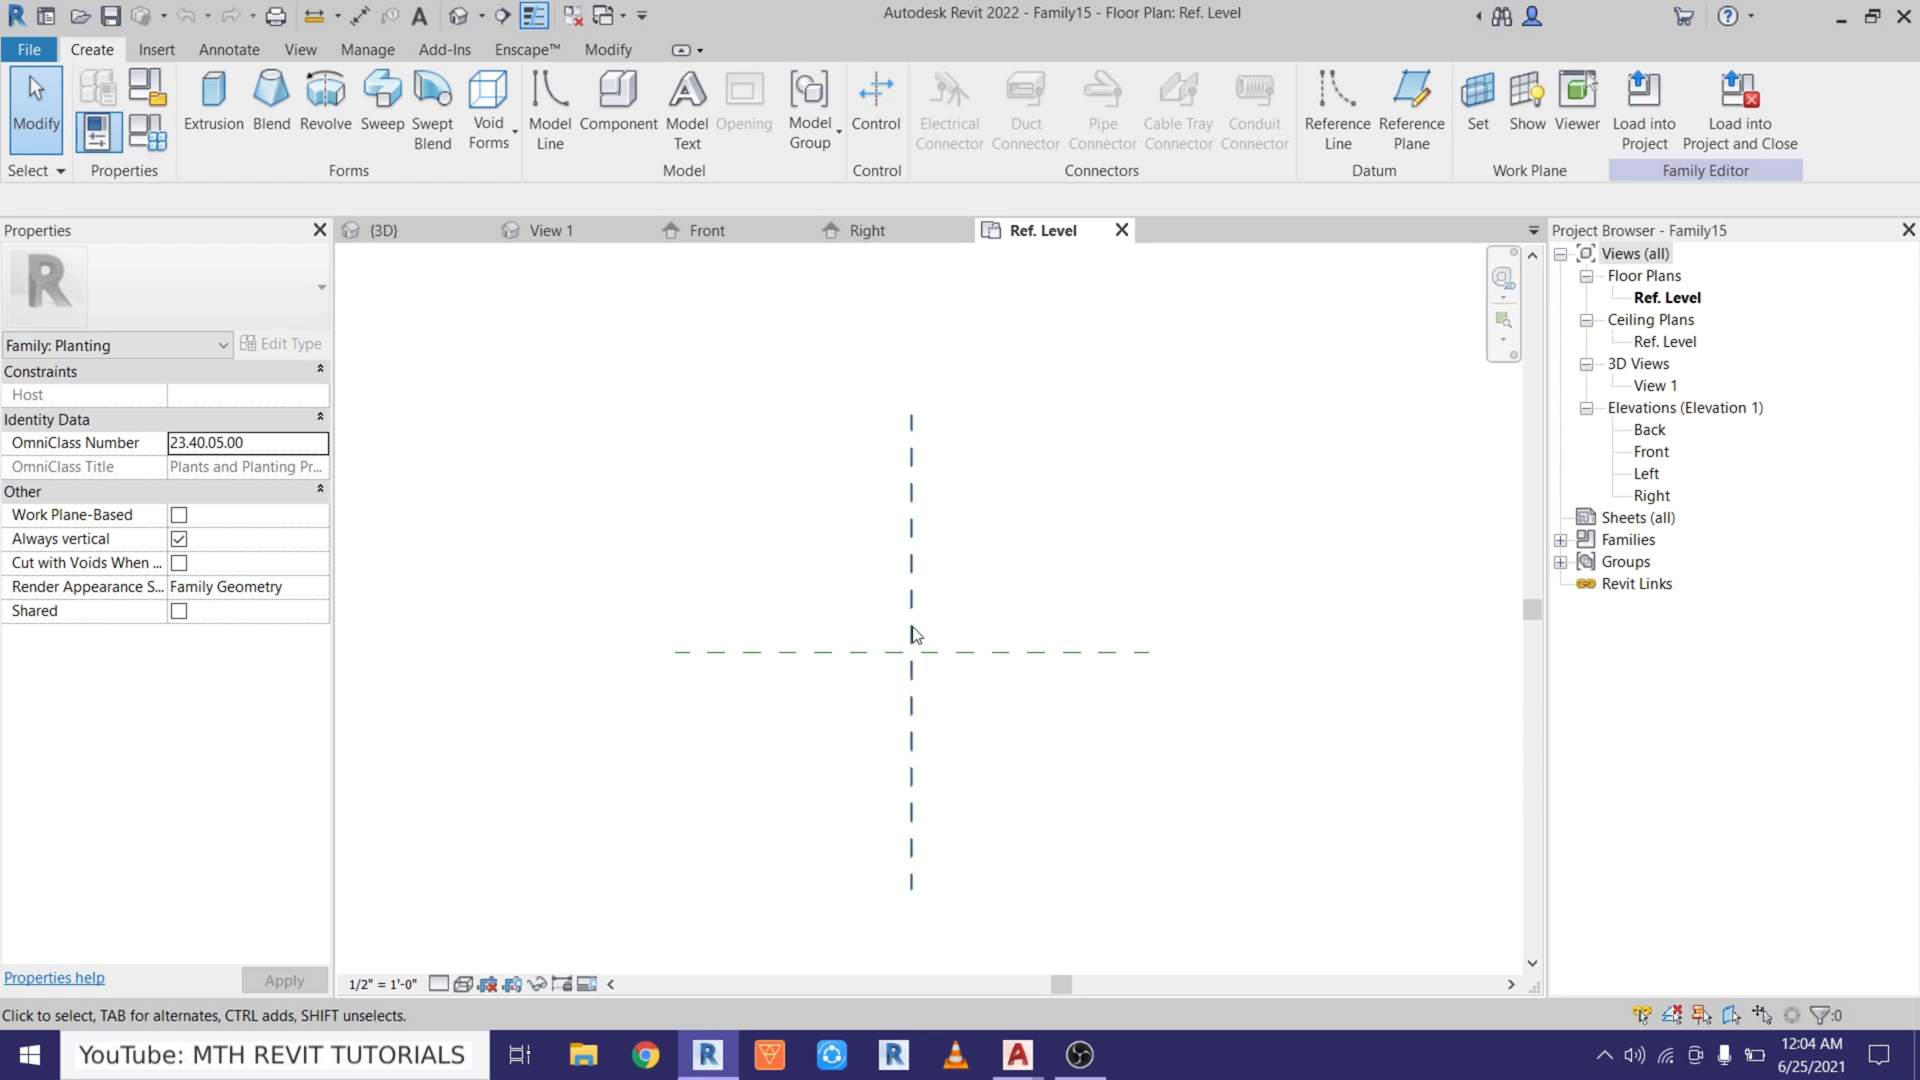 Autodesk Revit 2022 - Family15 - Floor Plan: Ref. Level
File Create Insert Annotate View Manage Add-Ins Enscape™ Modify
Modify
Extrusion Blend Revolve Sweep Swept Blend Void Forms
Model Line Component Model Text Opening Model Group
Control
Electrical Connector Duct Connector Pipe Connector Cable Tray Connector Conduit Connector
Reference Line Reference Plane
Set Show Viewer
Load into Project Load into Project and Close
Select Properties Forms Model Control Connectors Datum Work Plane Family Editor
Properties
{3D} View 1 Front Right Ref. Level
Project Browser - Family15
Family: Planting
Edit Type
Constraints
Host
Identity Data
OmniClass Number 23.40.05.00
OmniClass Title Plants and Planting Pr...
Other
Work Plane-Based
Always vertical
Cut with Voids When ...
Render Appearance S... Family Geometry
Shared
Properties help
Apply
2D
Views (all)
Floor Plans
Ref. Level
Ceiling Plans
Ref. Level
3D Views
View 1
Elevations (Elevation 1)
Back
Front
Left
Right
Sheets (all)
Families
Groups
Revit Links
1/2" = 1'-0"
Click to select, TAB for alternates, CTRL adds, SHIFT unselects.
:0
YouTube: MTH REVIT TUTORIALS
12:04 AM
6/25/2021